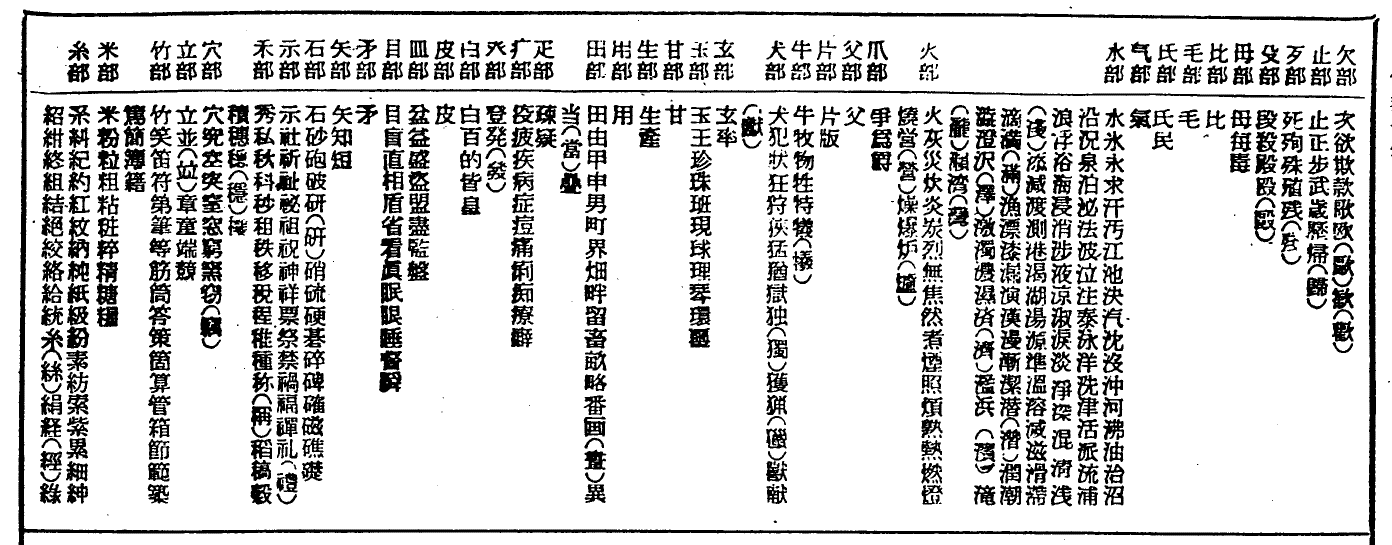 欠部 次欲欺款歌欧(歐)歓(歡)
止部 止正歩武歳歴帰(歸)
歹部 死殉殊殖残(殘)
殳部 段殺殿殴(毆)
毋部 母毎毒
比部 比
毛部 毛
氏部 氏民
气部 氣
水部 水氷永求汗汚江池決汽沈没沖河沸油治沼
沿況泉泊泌法波泣注泰泳洋洗津活派流浦
浪浮浴海浸消渉液涼淑涙淡淨深混清浅
(淺)添減渡測港渇湖湯源準温溶滅滋滑滞
滴満(滿)漁漂漆漏演漢漫漸潔潜(潛)潤潮
澁澄沢(澤)激濁濃濕済(濟)濫浜(濱)滝
(瀧)瀬湾(灣)
火部 火灰災炊炎炭烈無焦然煮煙照煩熟熱燃燈
燒営(營)燥爆炉(爐)
爪部 爭爲爵
父部 父
片部 片版
牛部 牛牧物牲特犠(犧)
犬部 犬犯状狂狩狭猛猶獄独(獨)獲猟(獵)獸献
(獻)
玄部 玄率
玉部 玉王珍珠班現球理琴環璽
甘部 甘
生部 生產
用部 用
田部 田由甲申男町界畑畔留畜畝略番画(畫)異
当(當)疊
疋部 疎疑
疒部 疫疲疾病症痘痛痢痴療癖
癶部 登発(發)
白部 白百的皆皇
皮部 皮
皿部 盆益盛盗盟盡監盤
目部 目盲直相盾省看眞眠眼睡督瞬
矛部 矛
矢部 矢知短
石部 石砂砲破研(硏)硝硫硬碁碎碑確磁礁礎
示部 示社祈祉祕祖祝神祥票祭禁禍福禪礼(禮)
禾部 秀私秋科秒租秩移税程稚種称(稱)稻稿穀
積穗穏(穩)穫
穴部 穴究空突室窓窮窯窃(竊)
立部 立並(竝)章童端競
竹部 竹笑笛符第筆等筋筒答策箇算管箱節範築
篤簡簿籍
米部 米粉粒粗粘粧粹精糖糧
糸部 系糾紀約紅紋納純紙級紛素紡索紫累細紳
紹紺終組結絕絞絡給統糸(絲)絹経(經)綠